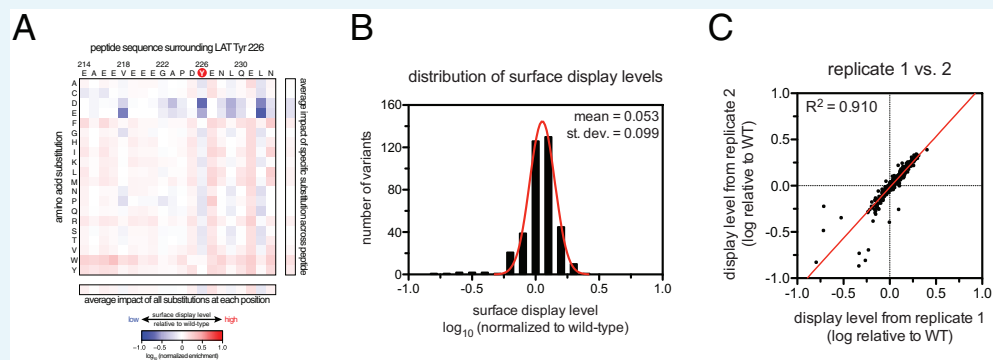 A
peptide sequence surrounding LAT Tyr 226
214 218 222 226 230
E A E E V E E E G A P D Y E N L Q E L N
A
C
D
E
F
G
H
I
K
L
M
N
P
Q
R
S
T
V
W
Y
amino acid substitution
average impact of specific substitution across peptide
average impact of all substitutions at each position
low surface display level relative to wild-type high
-1.0 -0.5 0.0 0.5 1.0
log10 (normalized enrichment)
B
distribution of surface display levels
mean = 0.053
st. dev. = 0.099
160
120
80
40
0
number of variants
-1.0 -0.5 0.0 0.5 1.0
surface display level
log10 (normalized to wild-type)
C
replicate 1 vs. 2
R2 = 0.910
1.0
0.5
0.0
-0.5
-1.0
display level from replicate 2
(log relative to WT)
-1.0 -0.5 0.0 0.5 1.0
display level from replicate 1
(log relative to WT)